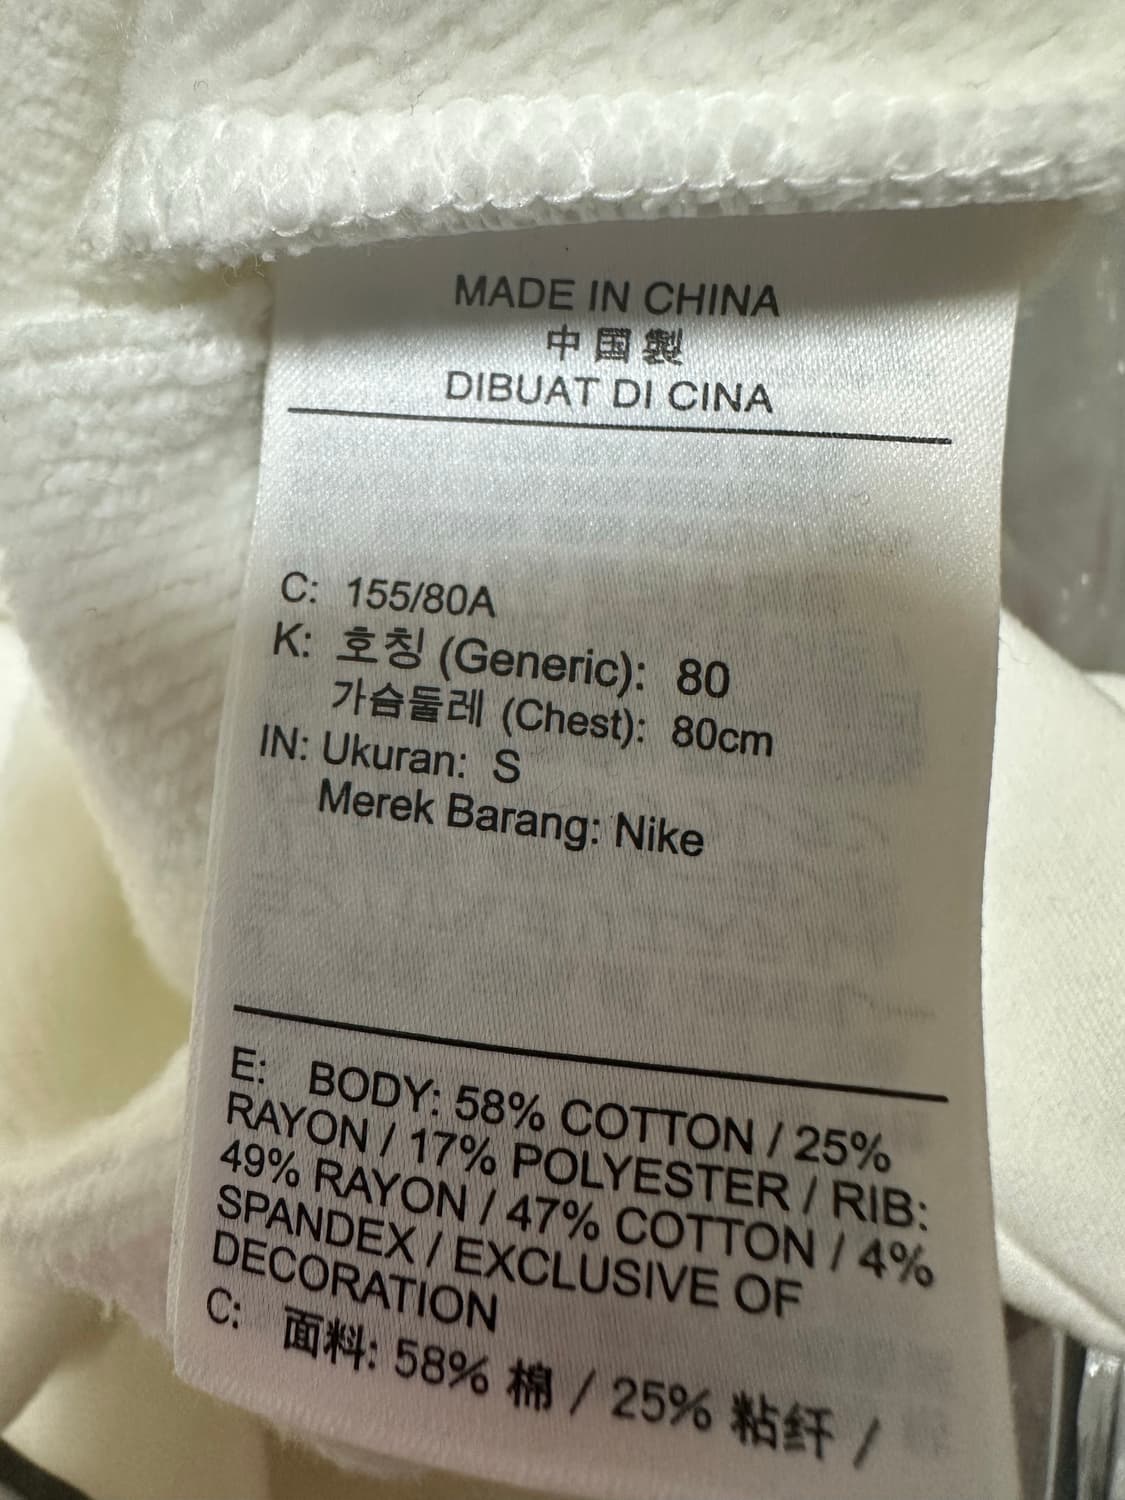 MADE IN CHINA
中国製
DIBUAT DI CINA
C: 155/80A
K: 호칭 (Generic): 80
가슴둘레 (Chest): 80cm
IN: Ukuran: S
Merek Barang: Nike
E: BODY: 58% COTTON / 25%
RAYON / 17% POLYESTER / RIB:
49% RAYON / 47% COTTON / 4%
SPANDEX / EXCLUSIVE OF
DECORATION
C: 面料: 58% 棉 / 25% 粘纤 /